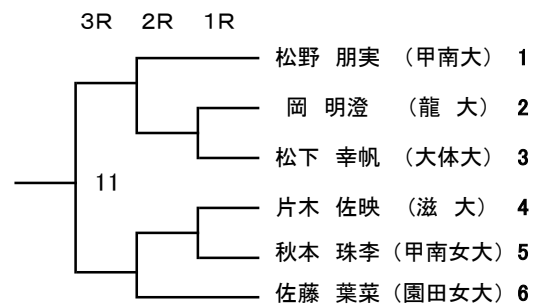 3R 2R 1R
松野 朋実 (甲南大) 1
岡 明澄 (龍 大) 2
松下 幸帆 (大体大) 3
11
片木 佐映 (滋 大) 4
秋本 珠李 (甲南女大) 5
佐藤 葉菜 (園田女大) 6